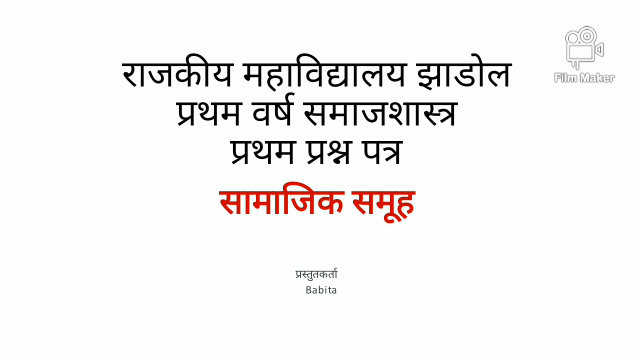 राजकीय महाविद्यालय झाडोल
प्रथम वर्ष समाजशास्त्र
प्रथम प्रश्न पत्र
सामाजिक समूह
प्रस्तुतकर्ता
Babita
Film Maker